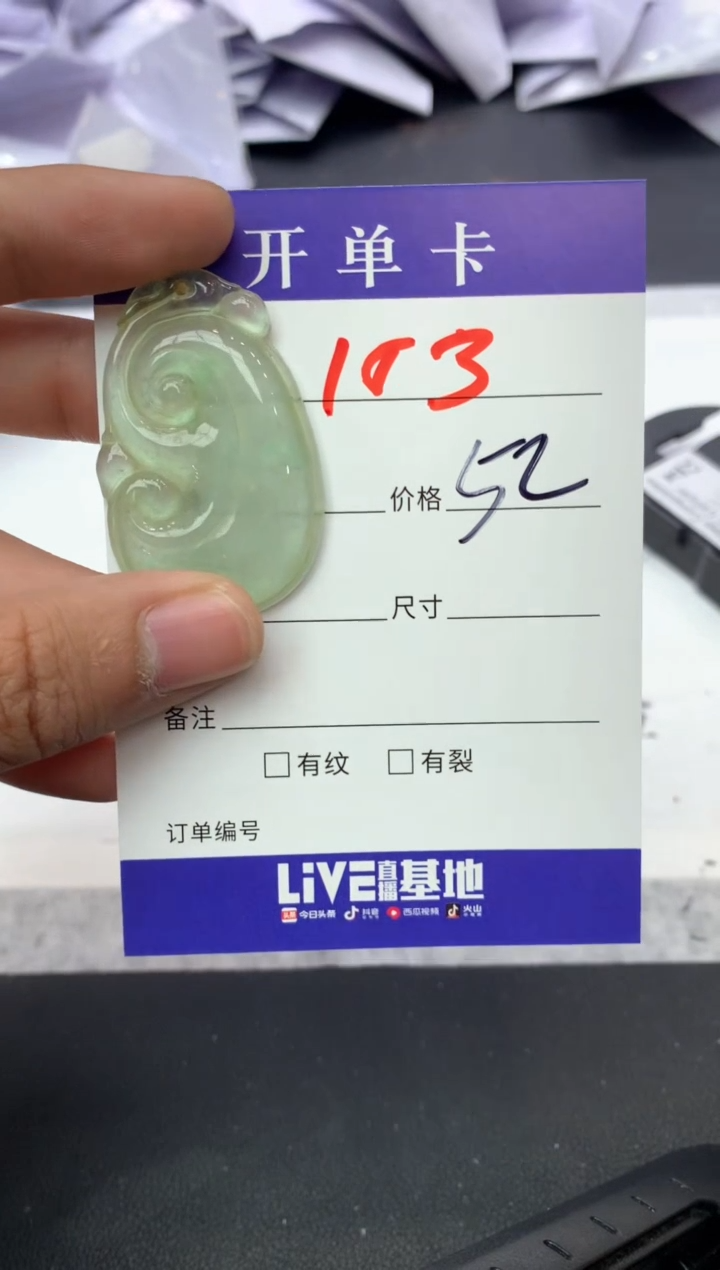 开单卡
183
价格 52
尺寸
备注
□有纹 □有裂
订单编号
LIVE直播基地
今日头条 抖音 西瓜视频 火山